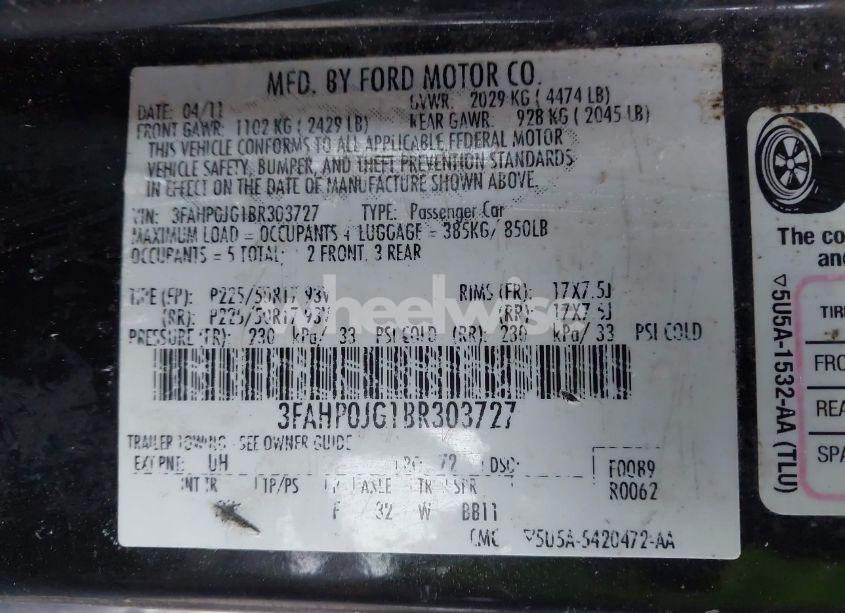 MFD. BY FORD MOTOR CO.
DATE: 04/11 GVWR: 2029 KG ( 4474 LB)
FRONT GAWR: 1102 KG ( 2429 LB) REAR GAWR: 928 KG ( 2045 LB)
THIS VEHICLE CONFORMS TO ALL APPLICABLE FEDERAL MOTOR
VEHICLE SAFETY, BUMPER, AND THEFT PREVENTION STANDARDS
IN EFFECT ON THE DATE OF MANUFACTURE SHOWN ABOVE.
VIN: 3FAHP0JG1BR303727 TYPE: Passenger Car
MAXIMUM LOAD = OCCUPANTS + LUGGAGE = 385KG/ 850LB
OCCUPANTS = 5 TOTAL: 2 FRONT, 3 REAR
P225/50R17 93V RIMS (FR): 17X7.5J
(RR): P225/50R17 93V (RR): 17X7.5J
PRESSURE (FR): 230 kPa/ 33 PSI COLD (RR): 230 kPa/ 33 PSI COLD
wheelwise
3FAHP0JG1BR303727
TRAILER TOWING - SEE OWNER GUIDE
EXT PNT: UH 72 DSO: F0089
INT TR TP/PS AXLE TR SPR R0062
F 32 W BB11
▽5U5A-5420472-AA
The co
an
TIR
FRO
REA
SPA
▽5U5A-1532-AA (TLU)